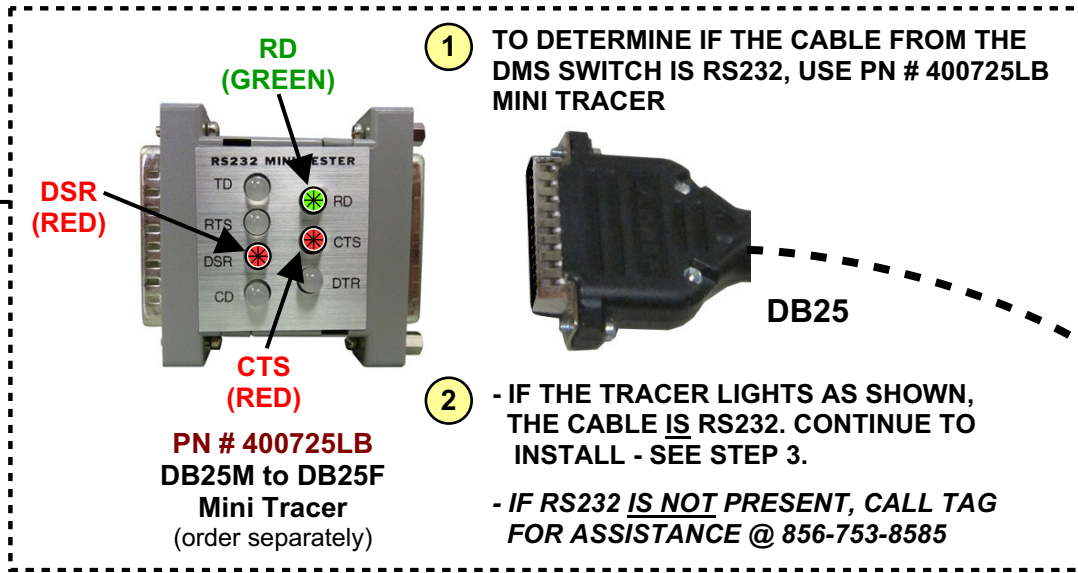 RD
(GREEN)
DSR
(RED)
RS232 MINI ESTER
TD
RD
RTS
CTS
DSR
DTR
CD
CTS
(RED)
PN # 400725LB
DB25M to DB25F
Mini Tracer
(order separately)
1
TO DETERMINE IF THE CABLE FROM THE
DMS SWITCH IS RS232, USE PN # 400725LB
MINI TRACER
DB25
2
- IF THE TRACER LIGHTS AS SHOWN,
THE CABLE IS RS232. CONTINUE TO
INSTALL - SEE STEP 3.
- IF RS232 IS NOT PRESENT, CALL TAG
FOR ASSISTANCE @ 856-753-8585